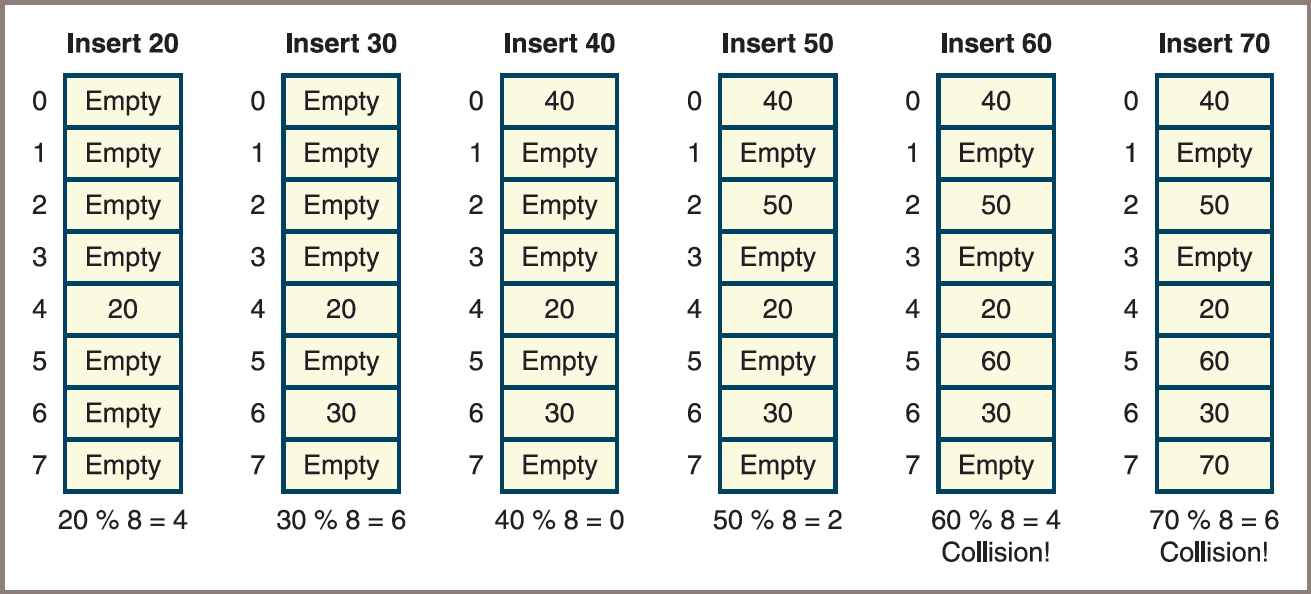 Insert 20 Insert 30 Insert 40 Insert 50 Insert 60 Insert 70
0 Empty 0 Empty 0 40 0 40 0 40 0 40
1 Empty 1 Empty 1 Empty 1 Empty 1 Empty 1 Empty
2 Empty 2 Empty 2 Empty 2 50 2 50 2 50
3 Empty 3 Empty 3 Empty 3 Empty 3 Empty 3 Empty
4 20 4 20 4 20 4 20 4 20 4 20
5 Empty 5 Empty 5 Empty 5 Empty 5 60 5 60
6 Empty 6 30 6 30 6 30 6 30 6 30
7 Empty 7 Empty 7 Empty 7 Empty 7 Empty 7 70
20 % 8 = 4 30 % 8 = 6 40 % 8 = 0 50 % 8 = 2 60 % 8 = 4 70 % 8 = 6
Collision! Collision!